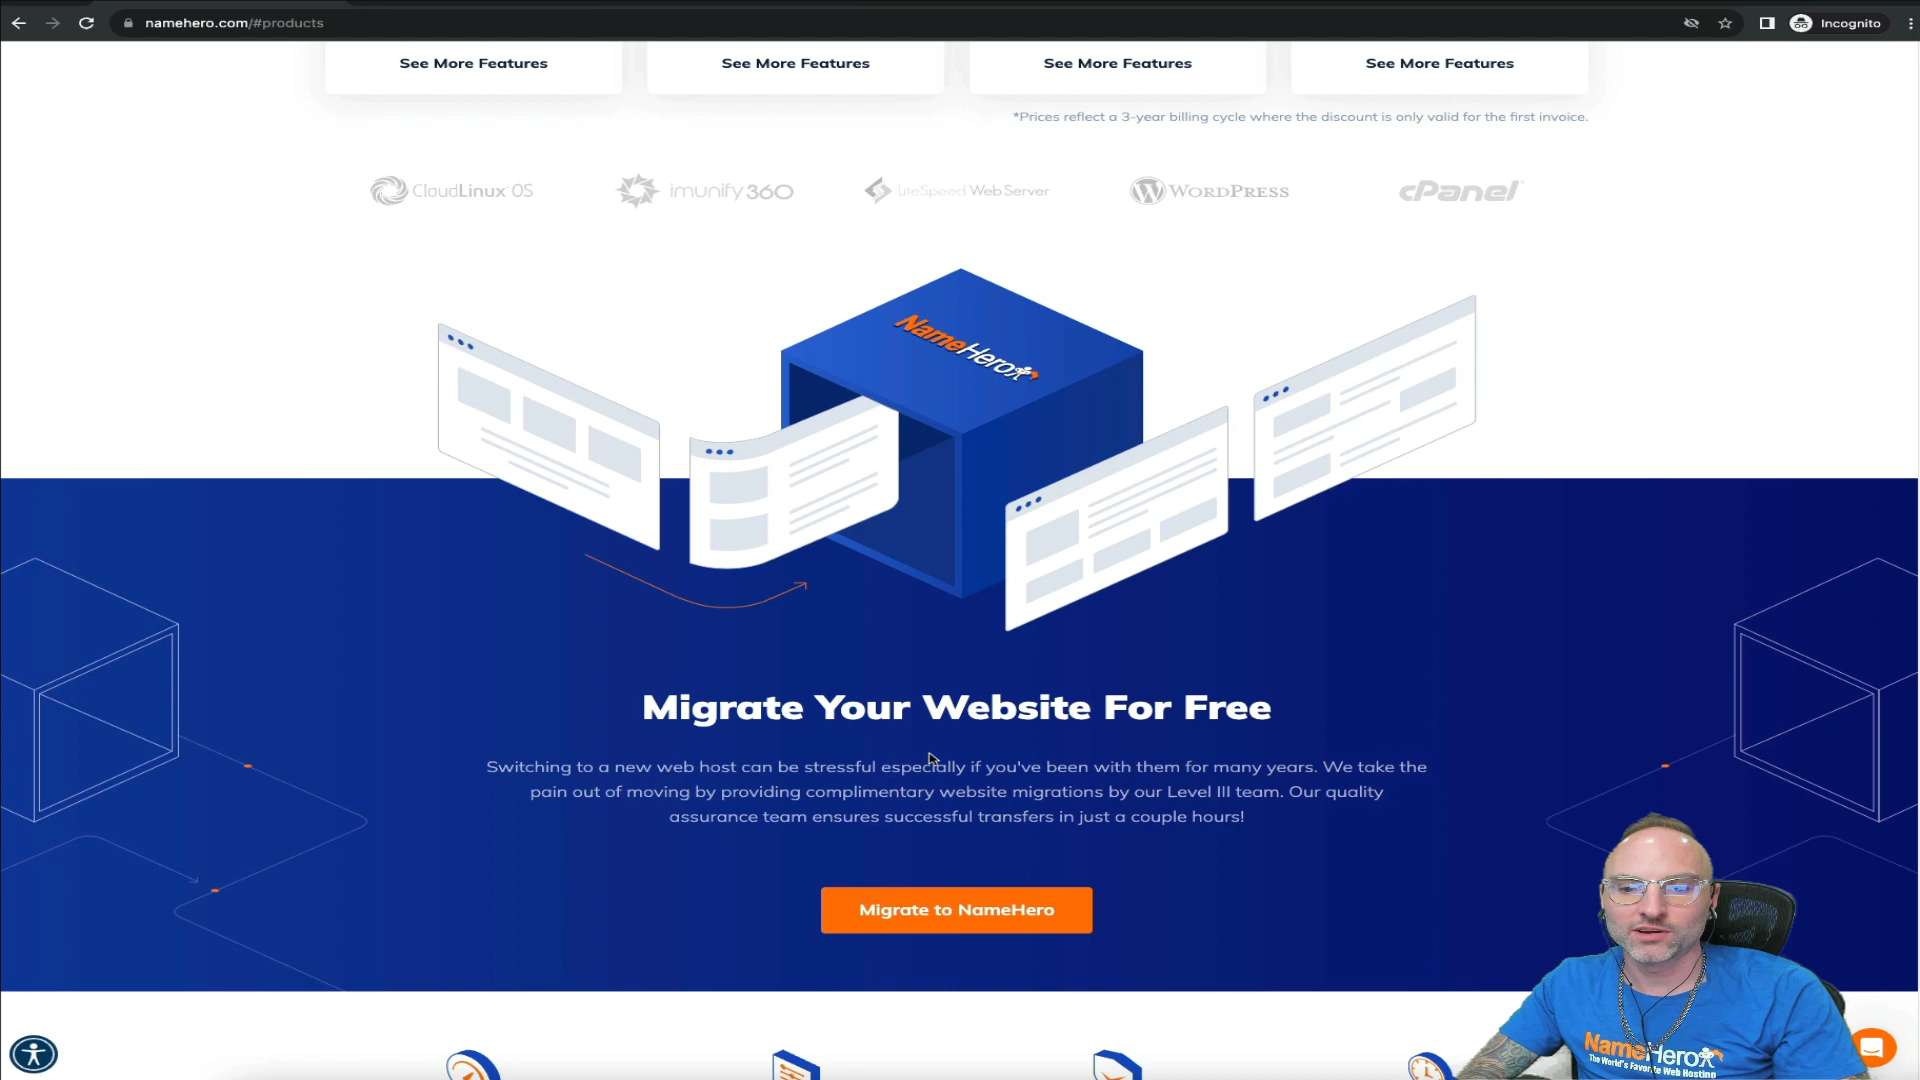 namehero.com/#products
Incognito
See More Features
See More Features
See More Features
See More Features
*Prices reflect a 3-year billing cycle where the discount is only valid for the first invoice.
CloudLinux OS
imunify360
LiteSpeed Web Server
WORDPRESS
cPanel
NameHero
Migrate Your Website For Free
Switching to a new web host can be stressful especially if you've been with them for many years. We take the
pain out of moving by providing complimentary website migrations by our Level III team. Our quality
assurance team ensures successful transfers in just a couple hours!
Migrate to NameHero
NameHero
The World's Favorite Web Hosting